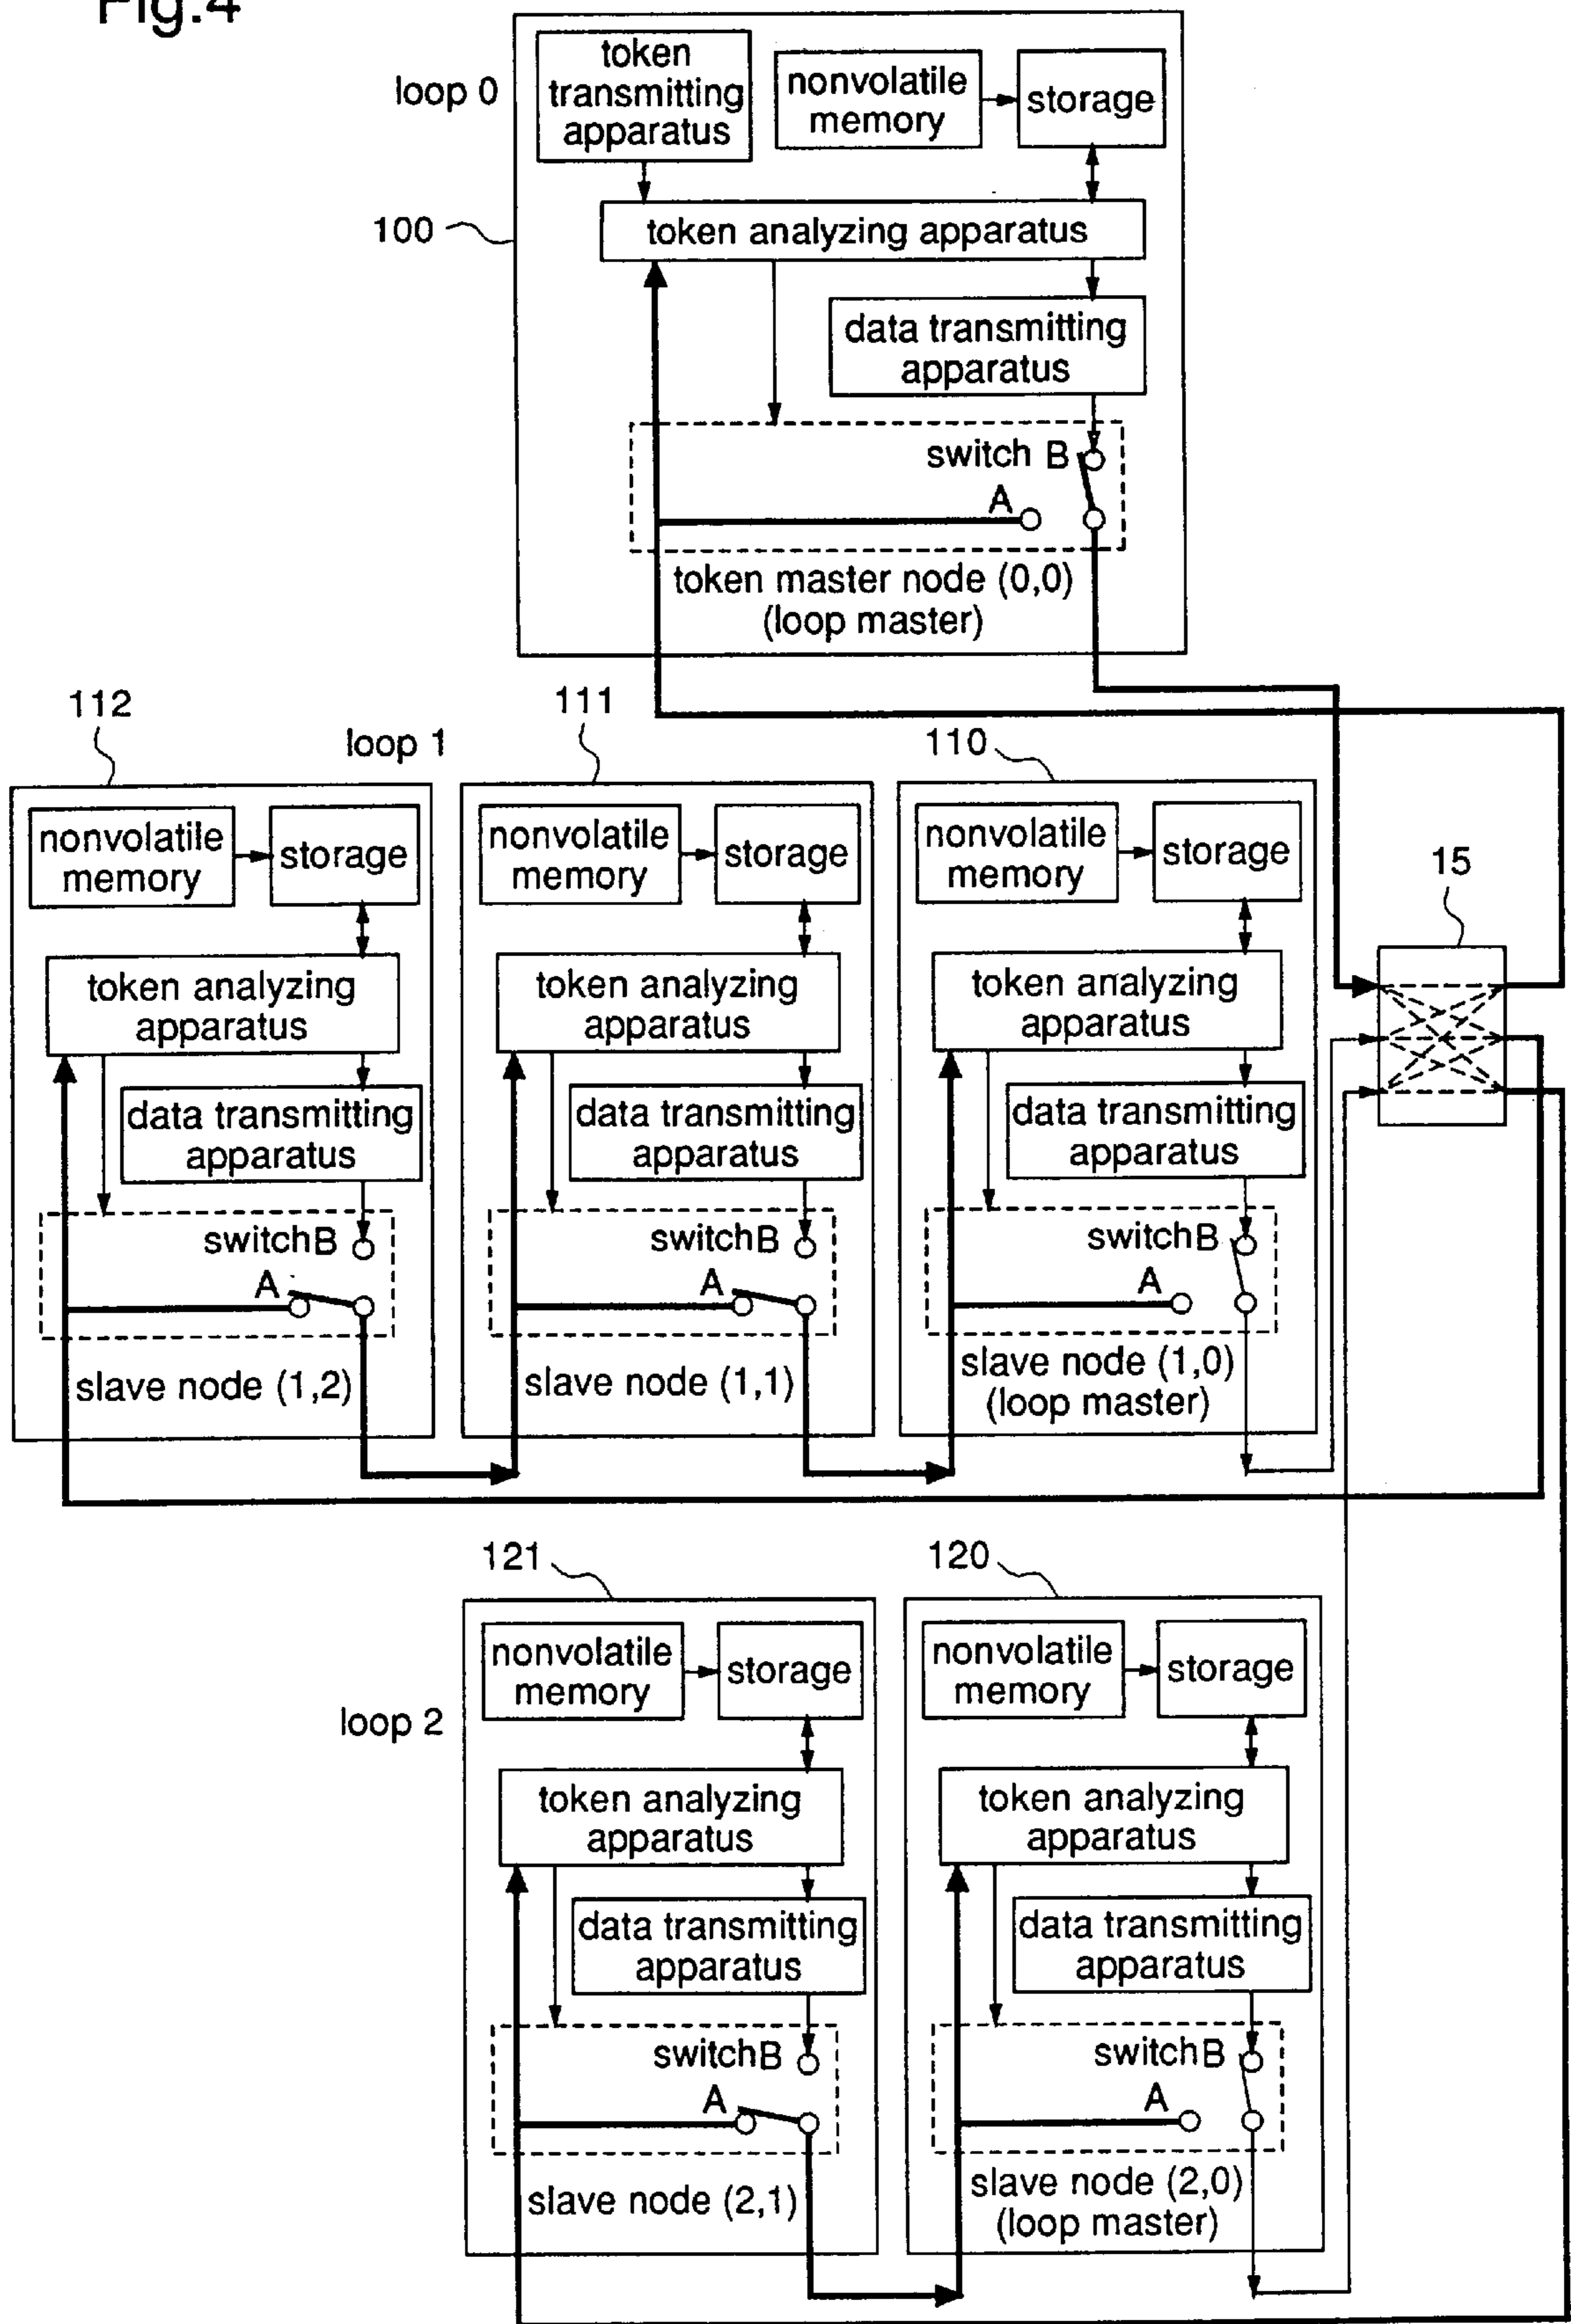 Fig.4
loop 0
token
transmitting
apparatus
nonvolatile
memory
storage
100
token analyzing apparatus
data transmitting
apparatus
switch B
A
token master node (0,0)
(loop master)
112
loop 1
111
110
15
nonvolatile
memory
storage
token analyzing
apparatus
data transmitting
apparatus
switchB
A
slave node (1,2)
nonvolatile
memory
storage
token analyzing
apparatus
data transmitting
apparatus
switchB
A
slave node (1,1)
nonvolatile
memory
storage
token analyzing
apparatus
data transmitting
apparatus
switchB
A
slave node (1,0)
(loop master)
loop 2
121
120
nonvolatile
memory
storage
token analyzing
apparatus
data transmitting
apparatus
switchB
A
slave node (2,1)
nonvolatile
memory
storage
token analyzing
apparatus
data transmitting
apparatus
switchB
A
slave node (2,0)
(loop master)